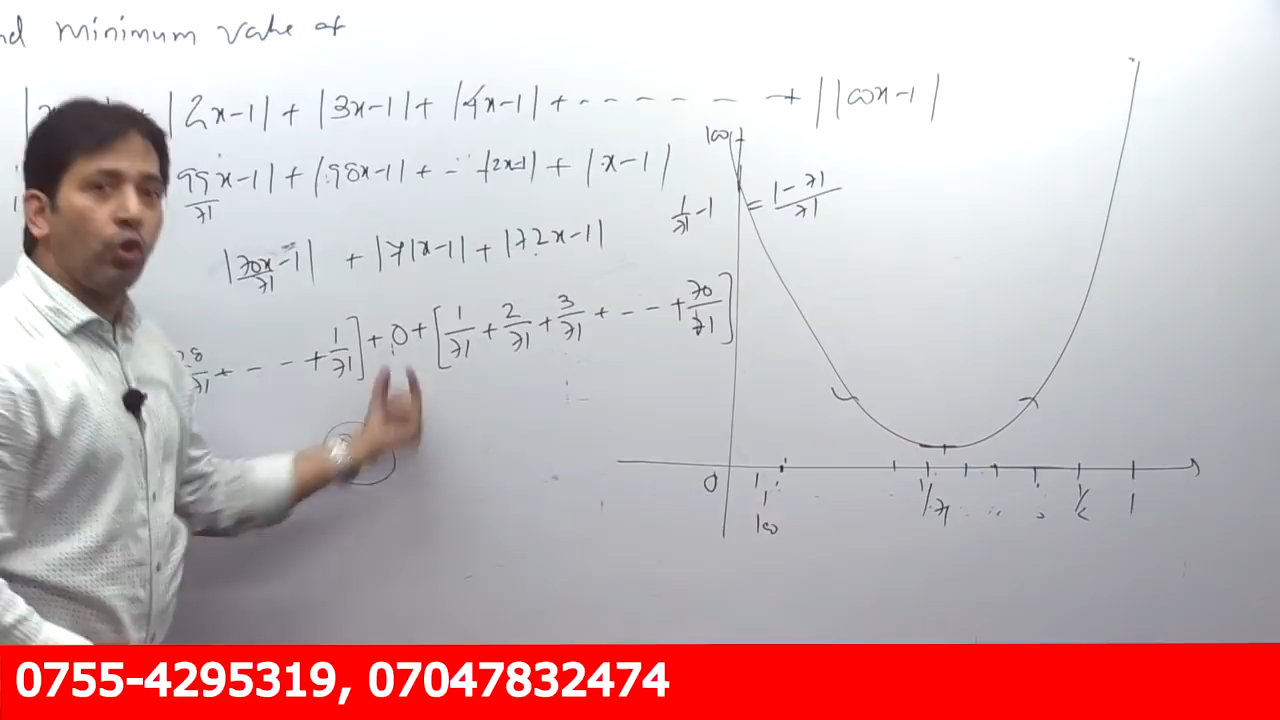 nd minimum value of
|2x-1| + |3x-1| + |4x-1| + ------ + |100x-1|
99x-1| + |98x-1| + -- |2x-1| + |x-1|
71
1/71 - 1 = (1-71)/71
|70x/71 - 1| + |71x-1| + |72x-1|
28/71 + --- + 1/71] + 0 + [1/71 + 2/71 + 3/71 + --- + 70/71]
100
0
1/100
1/71
1/2
1
0755-4295319, 07047832474